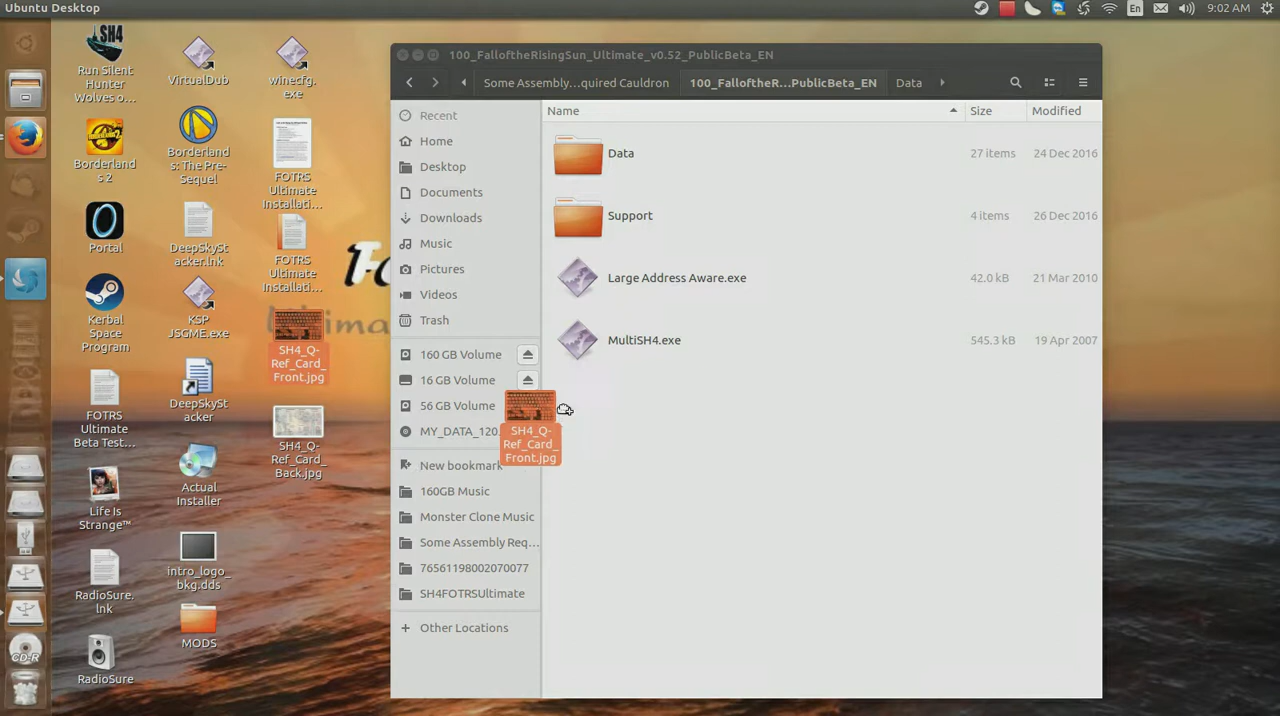 Ubuntu Desktop
En
9:02 AM
SH4
Run Silent
Hunter
Wolves o...
VirtualDub
winecfg.
exe
Borderland
s 2
Borderland
s: The Pre-
Sequel
FOTRS
Ultimate
Installati...
Portal
DeepSkySt
acker.lnk
FOTRS
Ultimate
Installati...
Kerbal
Space
Program
KSP
JSGME.exe
SH4_Q-
Ref_Card_
Front.jpg
FOTRS
Ultimate
Beta Test...
DeepSkySt
acker
SH4_Q-
Ref_Card_
Back.jpg
Life Is
Strange™
Actual
Installer
RadioSure.
lnk
intro_logo_
bkg.dds
MODS
RadioSure
CD-R
100_FalloftheRisingSun_Ultimate_v0.52_PublicBeta_EN
Some Assembly...quired Cauldron
100_FalloftheR...PublicBeta_EN
Data
Recent
Home
Desktop
Documents
Downloads
Music
Pictures
Videos
Trash
160 GB Volume
16 GB Volume
56 GB Volume
MY_DATA_120.
New bookmark
160GB Music
Monster Clone Music
Some Assembly Req...
76561198002070077
SH4FOTRSUltimate
Other Locations
Name Size Modified
Data 27 items 24 Dec 2016
Support 4 items 26 Dec 2016
Large Address Aware.exe 42.0 kB 21 Mar 2010
MultiSH4.exe 545.3 kB 19 Apr 2007
SH4_Q-
Ref_Card_
Front.jpg